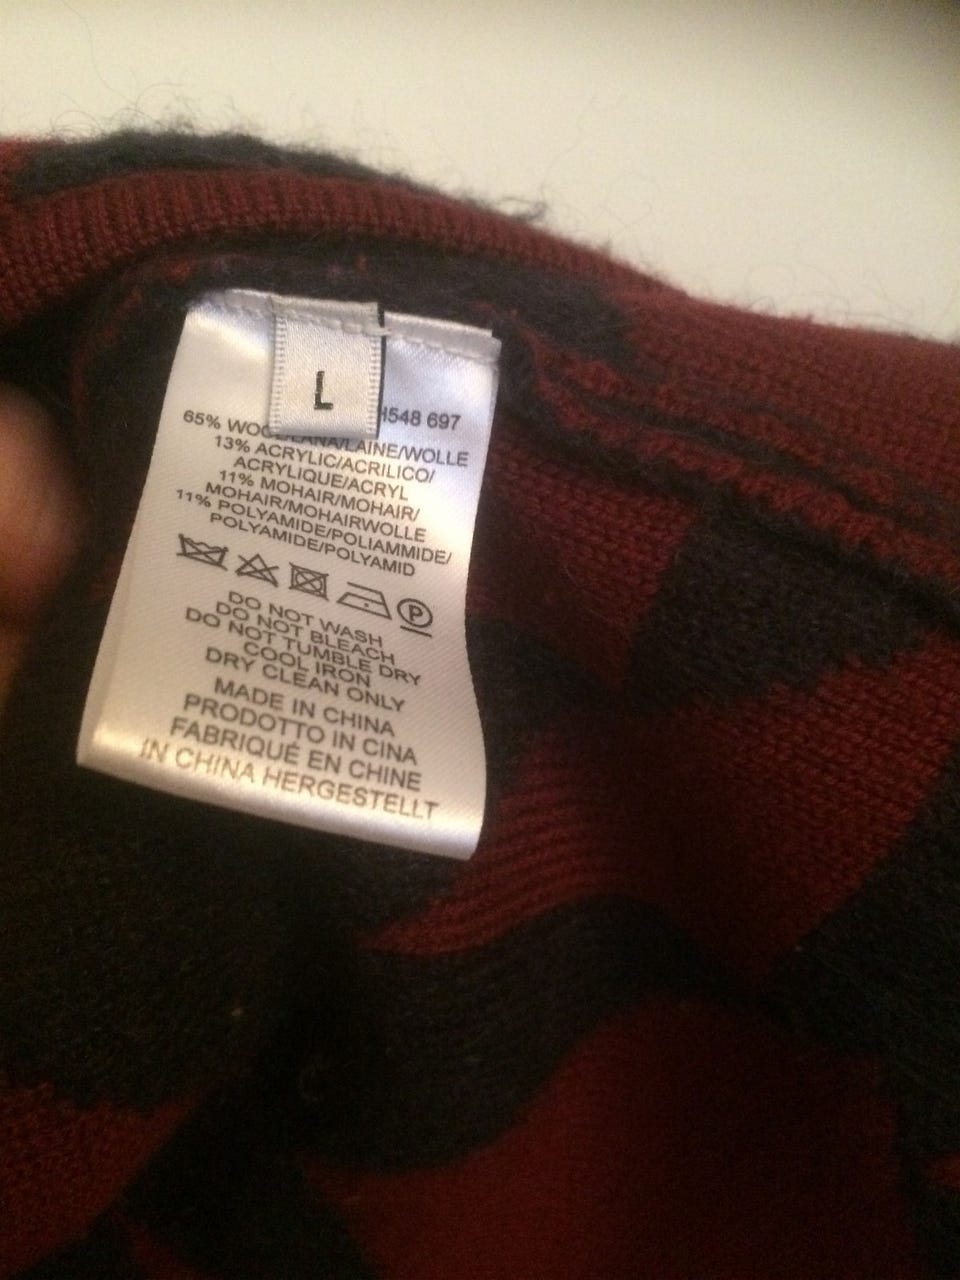 L
H548 697
65% WOOL/LANA/LAINE/WOLLE
13% ACRYLIC/ACRILICO/
ACRYLIQUE/ACRYL
11% MOHAIR/MOHAIR/
MOHAIR/MOHAIRWOLLE
11% POLYAMIDE/POLIAMMIDE/
POLYAMIDE/POLYAMID
P
DO NOT WASH
DO NOT BLEACH
DO NOT TUMBLE DRY
COOL IRON
DRY CLEAN ONLY
MADE IN CHINA
PRODOTTO IN CINA
FABRIQUÉ EN CHINE
IN CHINA HERGESTELLT